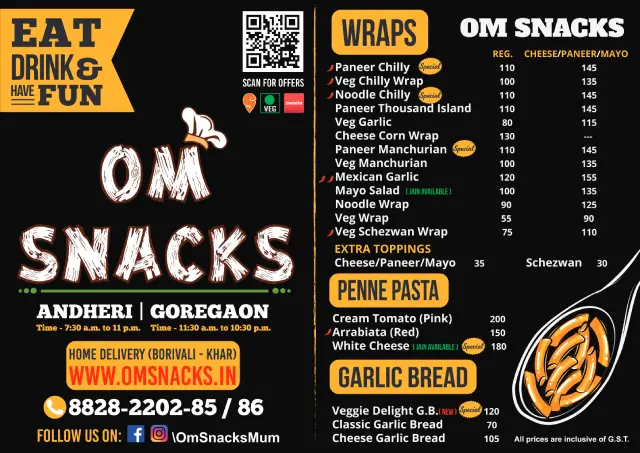 EAT
DRINK &
HAVE FUN
SCAN FOR OFFERS
VEG
zomato
OM
SNACKS
ANDHERI | GOREGAON
Time - 7:30 a.m. to 11 p.m. Time - 11:30 a.m. to 10:30 p.m.
HOME DELIVERY (BORIVALI - KHAR)
WWW.OMSNACKS.IN
8828-2202-85 / 86
FOLLOW US ON: \OmSnacksMum
WRAPS
OM SNACKS
REG. CHEESE/PANEER/MAYO
Paneer Chilly Special 110 145
Veg Chilly Wrap 100 135
Noodle Chilly Special 110 145
Paneer Thousand Island 110 145
Veg Garlic 80 115
Cheese Corn Wrap 130 ---
Paneer Manchurian Special 110 145
Veg Manchurian 100 135
Mexican Garlic 120 155
Mayo Salad ( JAIN AVAILABLE ) 100 135
Noodle Wrap 90 125
Veg Wrap 55 90
Veg Schezwan Wrap 75 110
EXTRA TOPPINGS
Cheese/Paneer/Mayo 35 Schezwan 30
PENNE PASTA
Cream Tomato (Pink) 200
Arrabiata (Red) 150
White Cheese ( JAIN AVAILABLE ) Special 180
GARLIC BREAD
Veggie Delight G.B. ( NEW ) Special 120
Classic Garlic Bread 70
Cheese Garlic Bread 105
All prices are inclusive of G.S.T.